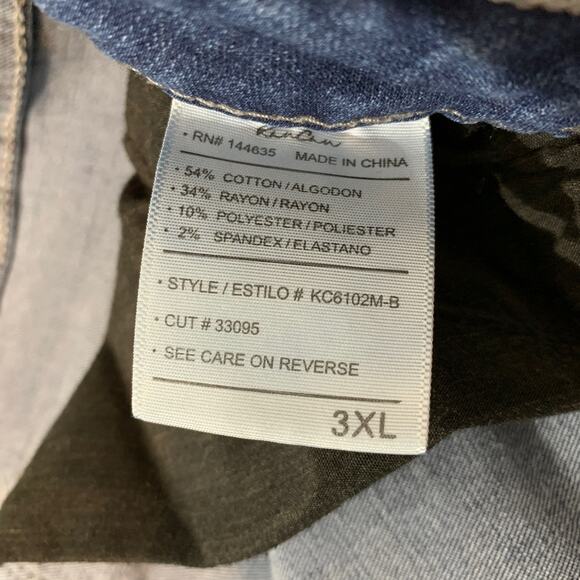 KanCan
• RN# 144635 MADE IN CHINA
• 54% COTTON/ALGODON
• 34% RAYON/RAYON
• 10% POLYESTER/POLIESTER
• 2% SPANDEX/ELASTANO
• STYLE/ESTILO # KC6102M-B
• CUT # 33095
• SEE CARE ON REVERSE
3XL